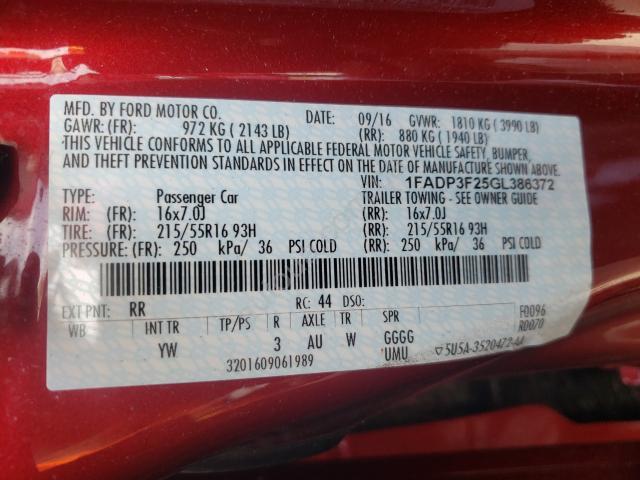 MFD. BY FORD MOTOR CO. DATE: 09/16 GVWR: 1810 KG ( 3990 LB)
GAWR: (FR): 972 KG ( 2143 LB) (RR): 880 KG ( 1940 LB)
THIS VEHICLE CONFORMS TO ALL APPLICABLE FEDERAL MOTOR VEHICLE SAFETY, BUMPER,
AND THEFT PREVENTION STANDARDS IN EFFECT ON THE DATE OF MANUFACTURE SHOWN ABOVE.
VIN: 1FADP3F25GL386372
TYPE: Passenger Car TRAILER TOWING - SEE OWNER GUIDE
RIM: (FR): 16x7.0J (RR): 16x7.0J
TIRE: (FR): 215/55R16 93H (RR): 215/55R16 93H
PRESSURE: (FR): 250 kPa/ 36 PSI COLD (RR): 250 kPa/ 36 PSI COLD
EXT PNT: RR RC: 44 DSO: F0096
WB INT TR TP/PS R AXLE TR SPR R0070
YW 3 AU W GGGG
3201609061989 UMU ▽5U5A-3520472-AA